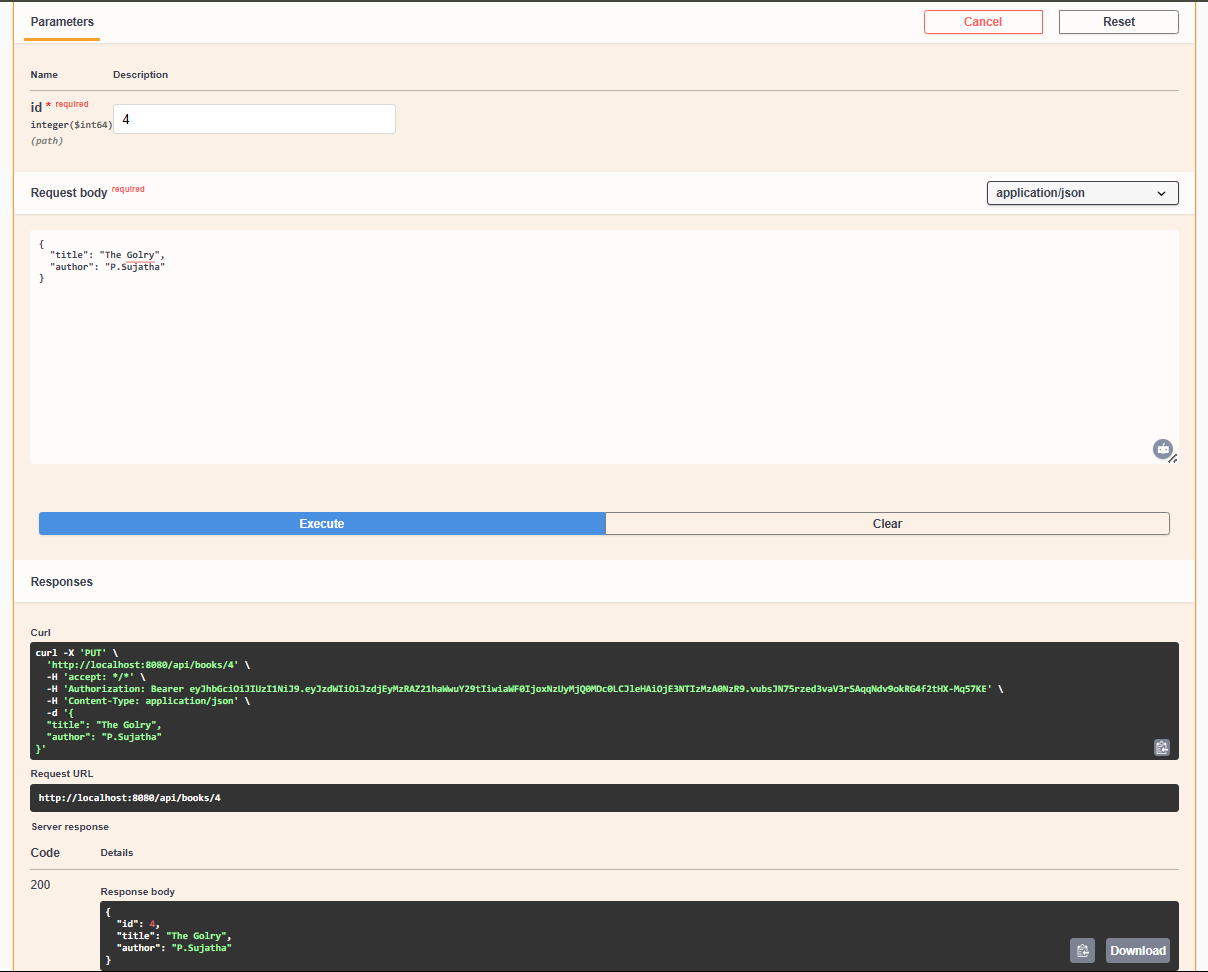 Parameters
Cancel
Reset
Name Description
id * required
integer($int64)
(path)
4
Request body required
application/json
{
"title": "The Golry",
"author": "P.Sujatha"
}
Execute
Clear
Responses
Curl
curl -X 'PUT' \
'http://localhost:8080/api/books/4' \
-H 'accept: */*' \
-H 'Authorization: Bearer eyJhbGciOiJIUzI1NiJ9.eyJzdWIiOiJzdjEyMzRAZ21haWwuY29tIiwiaWF0IjoxNzUyMjQ0MDc0LCJleHAiOjE3NTIzMzA0NzR9.vubsJN75rzed3vaV3rSAqqNdv9okRG4f2tHX-Mq57KE' \
-H 'Content-Type: application/json' \
-d '{
"title": "The Golry",
"author": "P.Sujatha"
}'
Request URL
http://localhost:8080/api/books/4
Server response
Code Details
200
Response body
{
"id": 4,
"title": "The Golry",
"author": "P.Sujatha"
}
Download